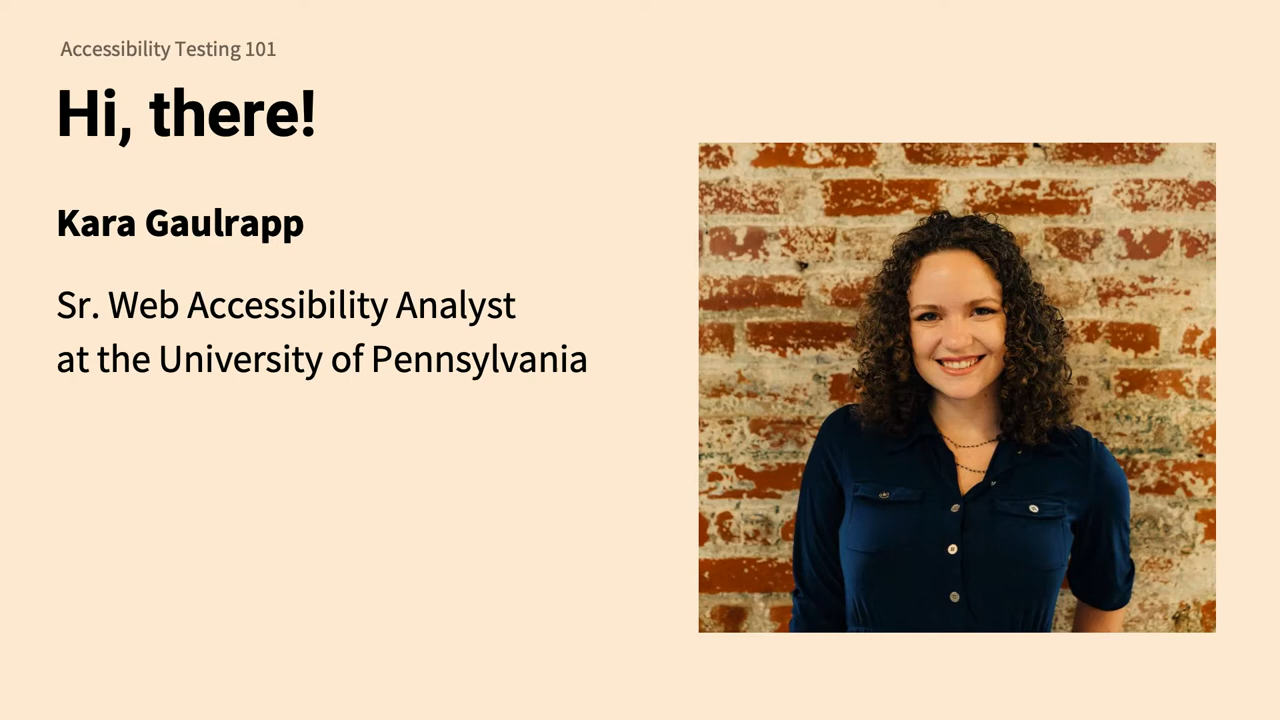 Accessibility Testing 101
Hi, there!
Kara Gaulrapp
Sr. Web Accessibility Analyst
at the University of Pennsylvania